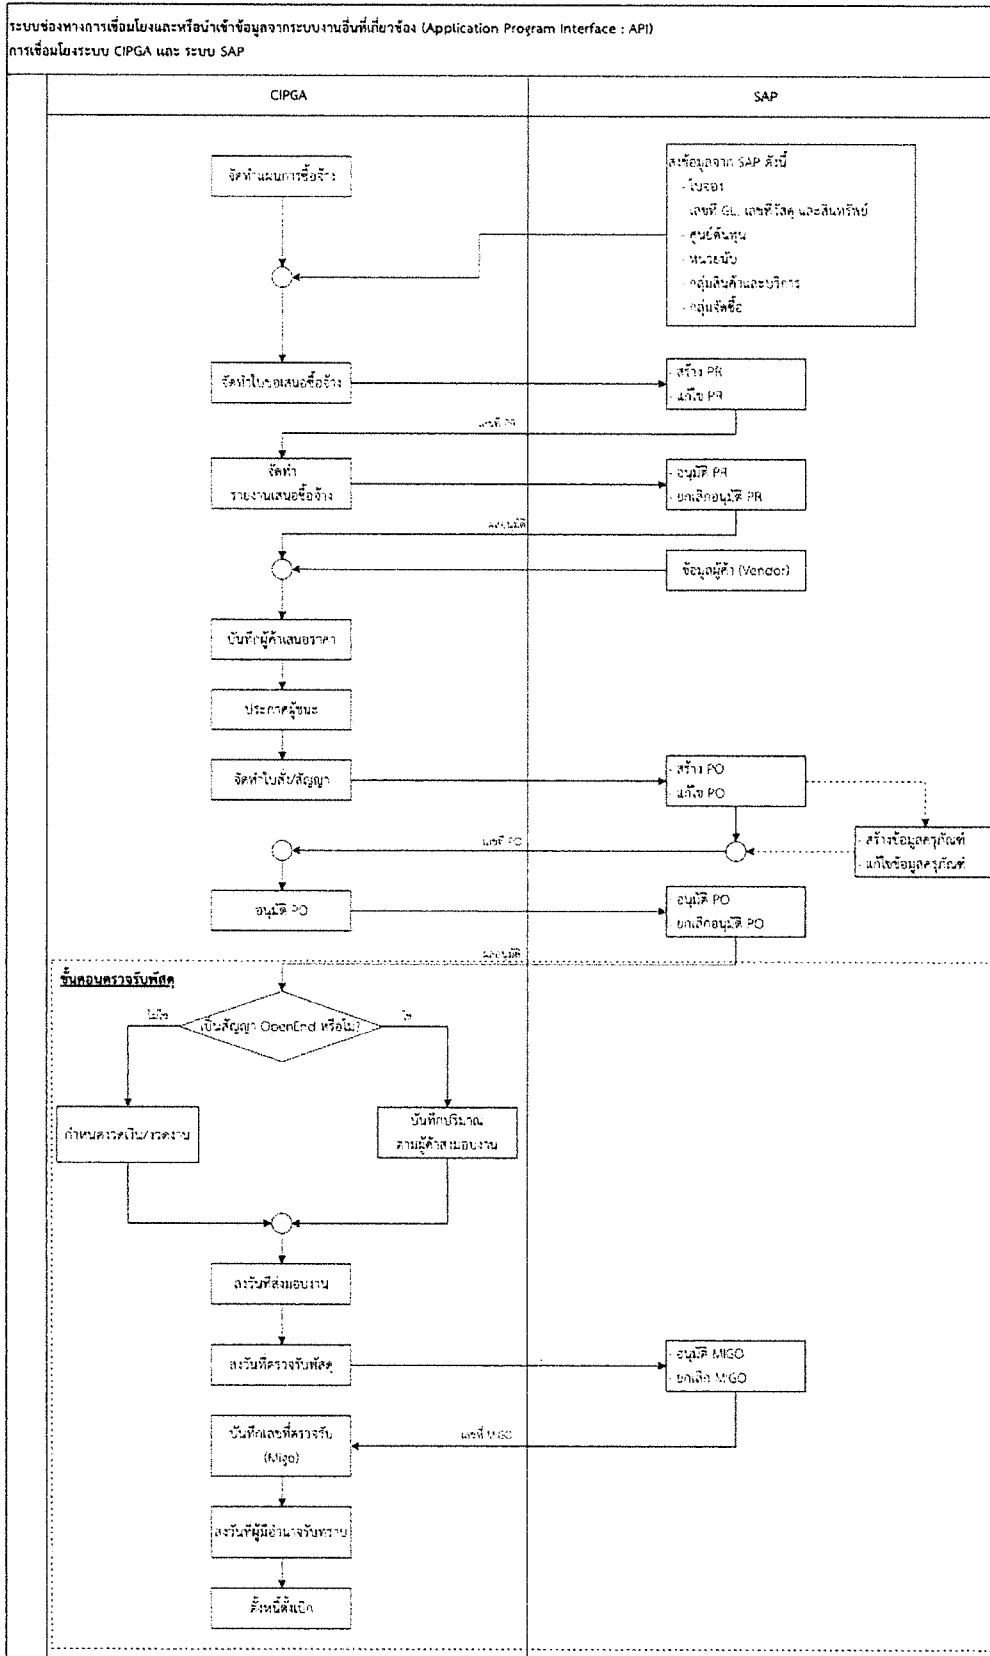 ระบบช่องทางการเชื่อมโยงและหรือนำเข้าข้อมูลจากระบบงานอื่นที่เกี่ยวข้อง (Application Program Interface : API)
การเชื่อมโยงระบบ CIPGA และ ระบบ SAP
CIPGA
SAP
จัดทำแผนการซื้อจ้าง
ส่งข้อมูลจาก SAP ดังนี้
- ใบจอง
- เลขที่ GL, เลขที่วัสดุ และสินทรัพย์
- ศูนย์ต้นทุน
- หน่วยนับ
- กลุ่มสินค้าและบริการ
- กลุ่มจัดซื้อ
จัดทำใบขอเสนอซื้อจ้าง
- สร้าง PR
- แก้ไข PR
เลขที่ PR
จัดทำ
รายงานเสนอซื้อจ้าง
- อนุมัติ PR
- ยกเลิกอนุมัติ PR
ผลอนุมัติ
ข้อมูลผู้ค้า (Vendor)
บันทึกผู้ค้าเสนอราคา
ประกาศผู้ชนะ
จัดทำใบสั่ง/สัญญา
- สร้าง PO
- แก้ไข PO
เลขที่ PO
- สร้างข้อมูลครุภัณฑ์
- แก้ไขข้อมูลครุภัณฑ์
อนุมัติ PO
อนุมัติ PO
ยกเลิกอนุมัติ PO
ผลอนุมัติ
ขั้นตอนตรวจรับพัสดุ
เป็นสัญญา OpenEnd หรือไม่?
ไม่ใช่
ใช่
กำหนดงวดเงิน/งวดงาน
บันทึกปริมาณ
ตามผู้ค้าส่งมอบงาน
ลงวันที่ส่งมอบงาน
ลงวันที่ตรวจรับพัสดุ
- อนุมัติ MIGO
- ยกเลิก MIGO
บันทึกเลขที่ตรวจรับ
(Migo)
เลขที่ MIGO
ลงวันที่ผู้มีอำนาจรับทราบ
ตั้งหนี้ตั้งเบิก